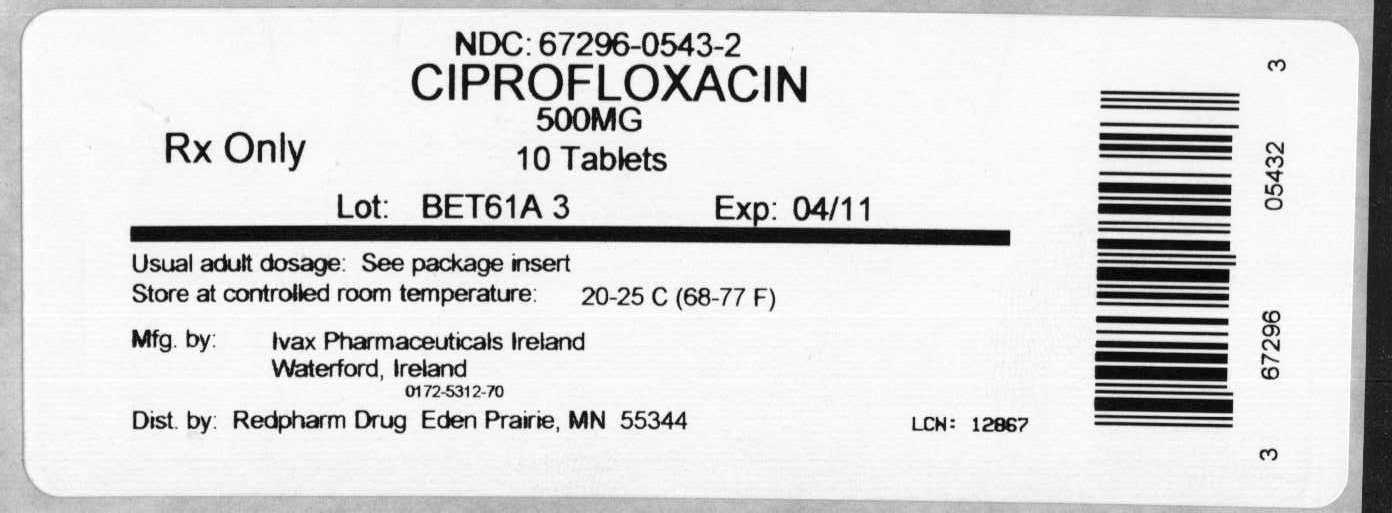 NDC: 67296-0543-2
CIPROFLOXACIN
500MG
Rx Only
10 Tablets
Lot: BET61A 3 Exp: 04/11
Usual adult dosage: See package insert
Store at controlled room temperature: 20-25 C (68-77 F)
Mfg. by: Ivax Pharmaceuticals Ireland
Waterford, Ireland
0172-5312-70
Dist. by: Redpharm Drug Eden Prairie, MN 55344
LCN: 12867
3 67296 05432 3